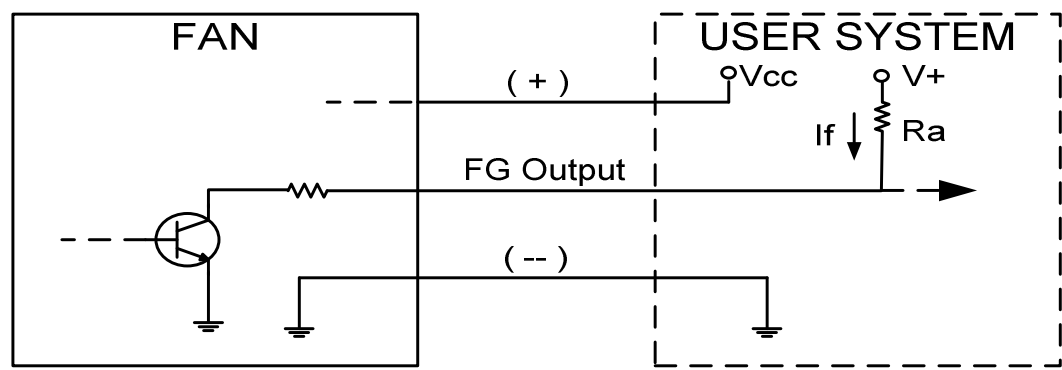 FAN
USER SYSTEM
( + )
Vcc
V+
If
Ra
FG Output
( -- )